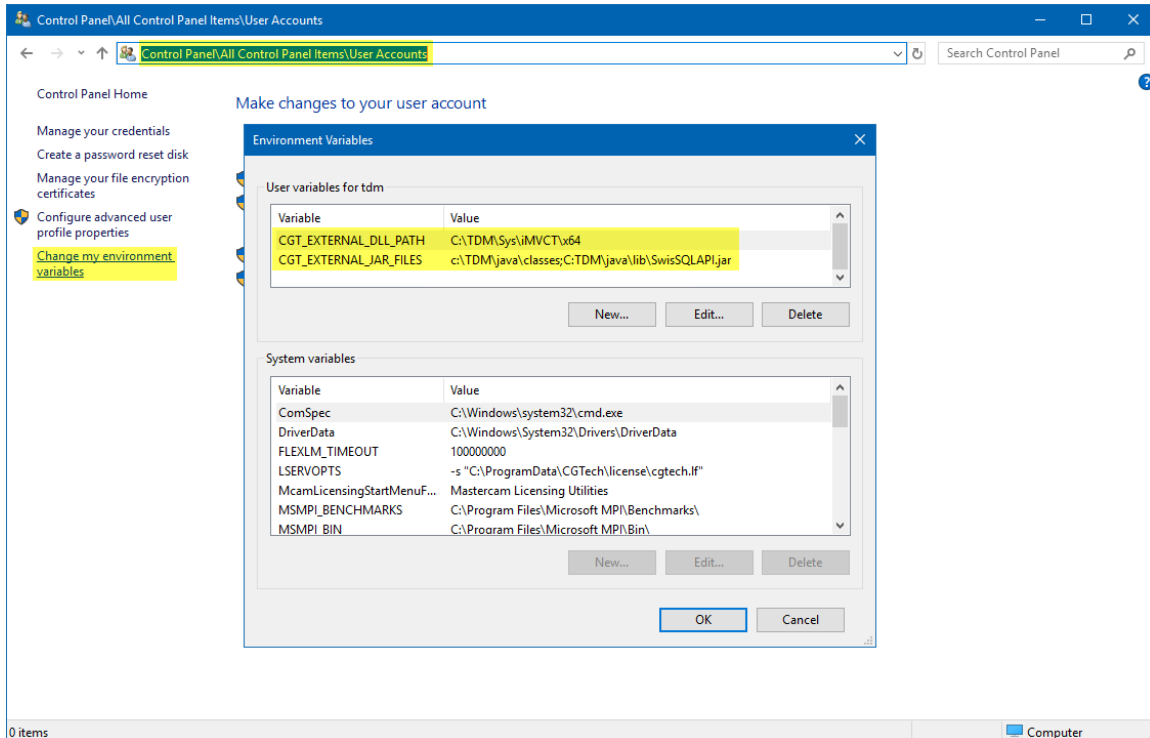 Control Panel\All Control Panel Items\User Accounts
Control Panel\All Control Panel Items\User Accounts
Search Control Panel
Control Panel Home
Make changes to your user account
Manage your credentials
Create a password reset disk
Manage your file encryption
certificates
Configure advanced user
profile properties
Change my environment
variables
Environment Variables
User variables for tdm
Variable Value
CGT_EXTERNAL_DLL_PATH C:\TDM\Sys\iMVCT\x64
CGT_EXTERNAL_JAR_FILES c:\TDM\java\classes;C:TDM\java\lib\SwisSQLAPI.jar
New... Edit... Delete
System variables
Variable Value
ComSpec C:\Windows\system32\cmd.exe
DriverData C:\Windows\System32\Drivers\DriverData
FLEXLM_TIMEOUT 100000000
LSERVOPTS -s "C:\ProgramData\CGTech\license\cgtech.lf"
McamLicensingStartMenuF... Mastercam Licensing Utilities
MSMPI_BENCHMARKS C:\Program Files\Microsoft MPI\Benchmarks\
MSMPI_BIN C:\Program Files\Microsoft MPI\Bin\
New... Edit... Delete
OK Cancel
0 items Computer